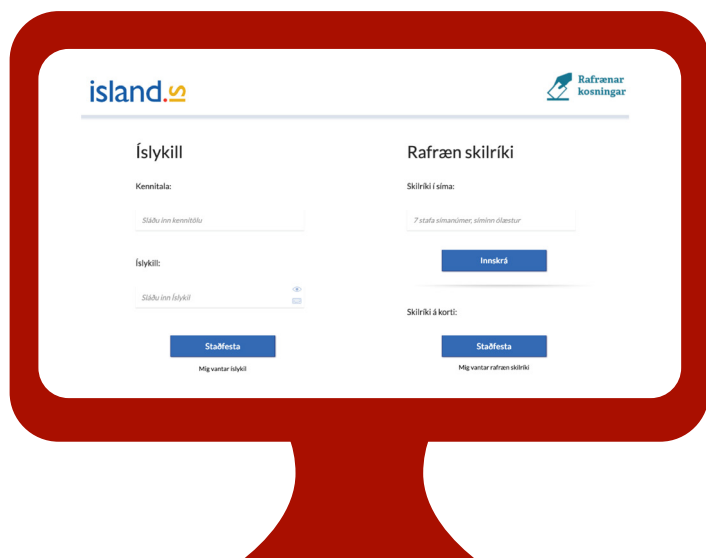 island.is
Rafrænar
kosningar
Íslykill
Kennitala:
Sláðu inn kennitölu
Íslykill:
Sláðu inn Íslykil
Staðfesta
Mig vantar íslykil
Rafræn skilríki
Skilríki í síma:
7 stafa símanúmer, síminn ólæstur
Innskrá
Skilríki á korti:
Staðfesta
Mig vantar rafræn skilríki